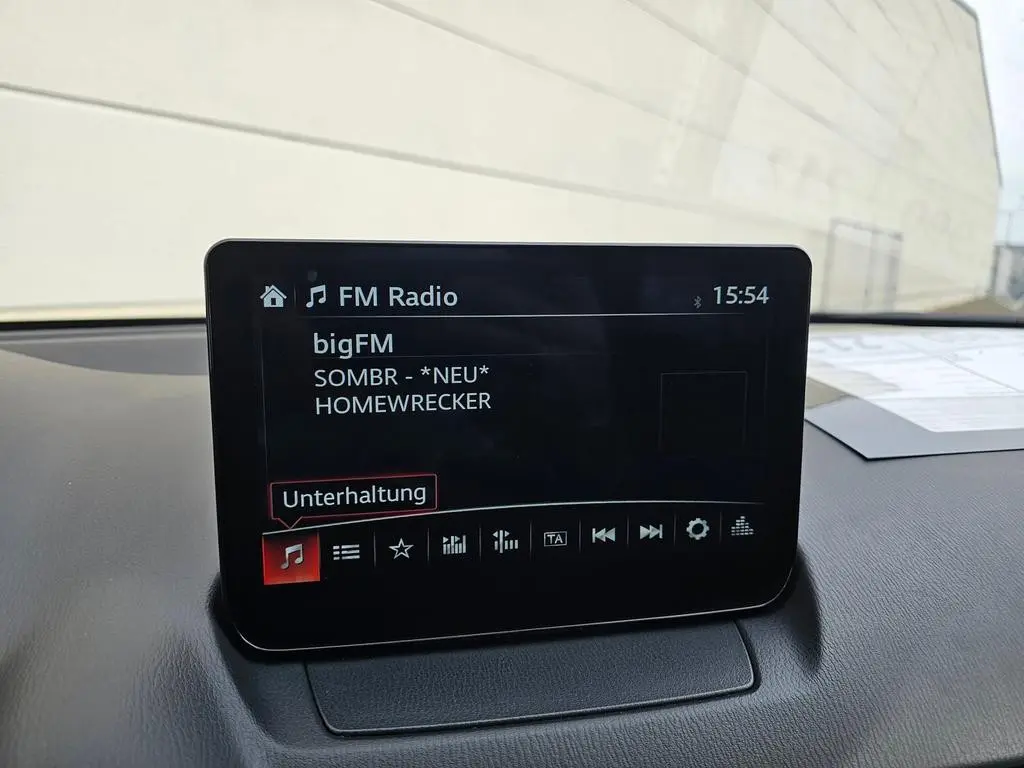 FM Radio
15:54
bigFM
SOMBR - *NEU*
HOMEWRECKER
Unterhaltung
TA